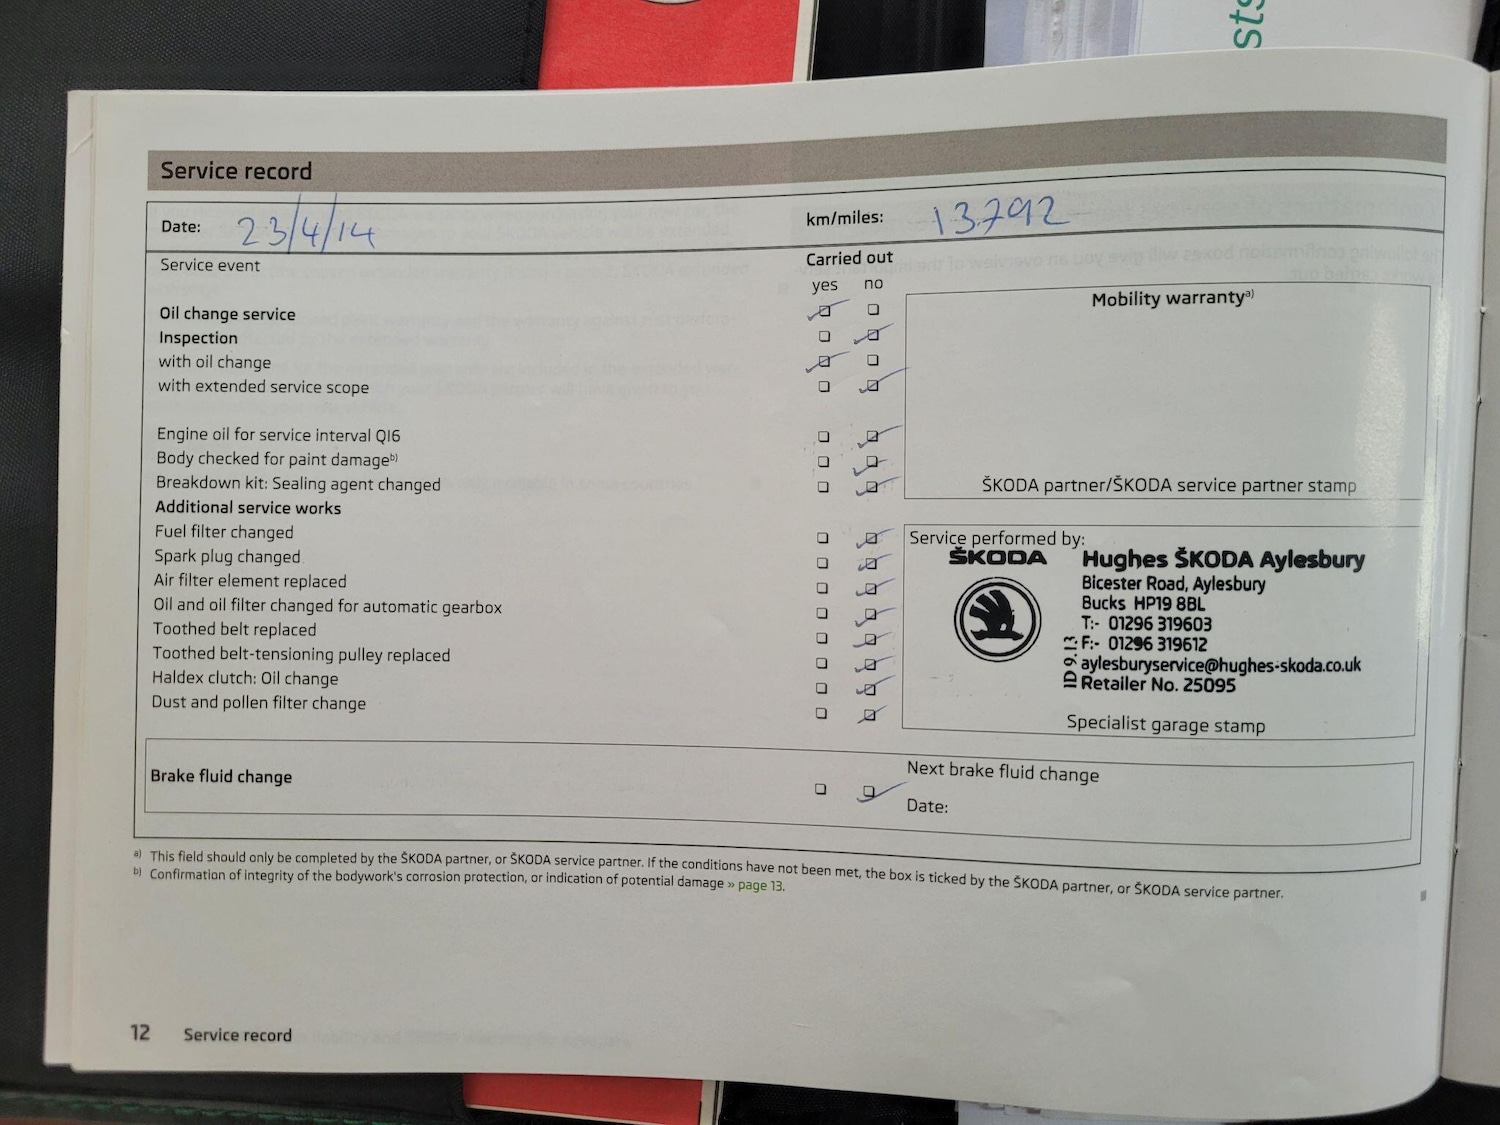 sts
Service record
Date: 23/4/14 km/miles: 13792
Service event Carried out
yes no
Oil change service
Inspection
with oil change
with extended service scope
Engine oil for service interval QI6
Body checked for paint damageb)
Breakdown kit: Sealing agent changed
Additional service works
Fuel filter changed
Spark plug changed
Air filter element replaced
Oil and oil filter changed for automatic gearbox
Toothed belt replaced
Toothed belt-tensioning pulley replaced
Haldex clutch: Oil change
Dust and pollen filter change
Mobility warrantya)
ŠKODA partner/ŠKODA service partner stamp
Service performed by:
ŠKODA
Hughes ŠKODA Aylesbury
Bicester Road, Aylesbury
Bucks HP19 8BL
T:- 01296 319603
F:- 01296 319612
aylesburyservice@hughes-skoda.co.uk
Retailer No. 25095
ID 9.13
Specialist garage stamp
Brake fluid change
Next brake fluid change
Date:
a) This field should only be completed by the ŠKODA partner, or ŠKODA service partner. If the conditions have not been met, the box is ticked by the ŠKODA partner, or ŠKODA service partner.
b) Confirmation of integrity of the bodywork's corrosion protection, or indication of potential damage » page 13.
12 Service record